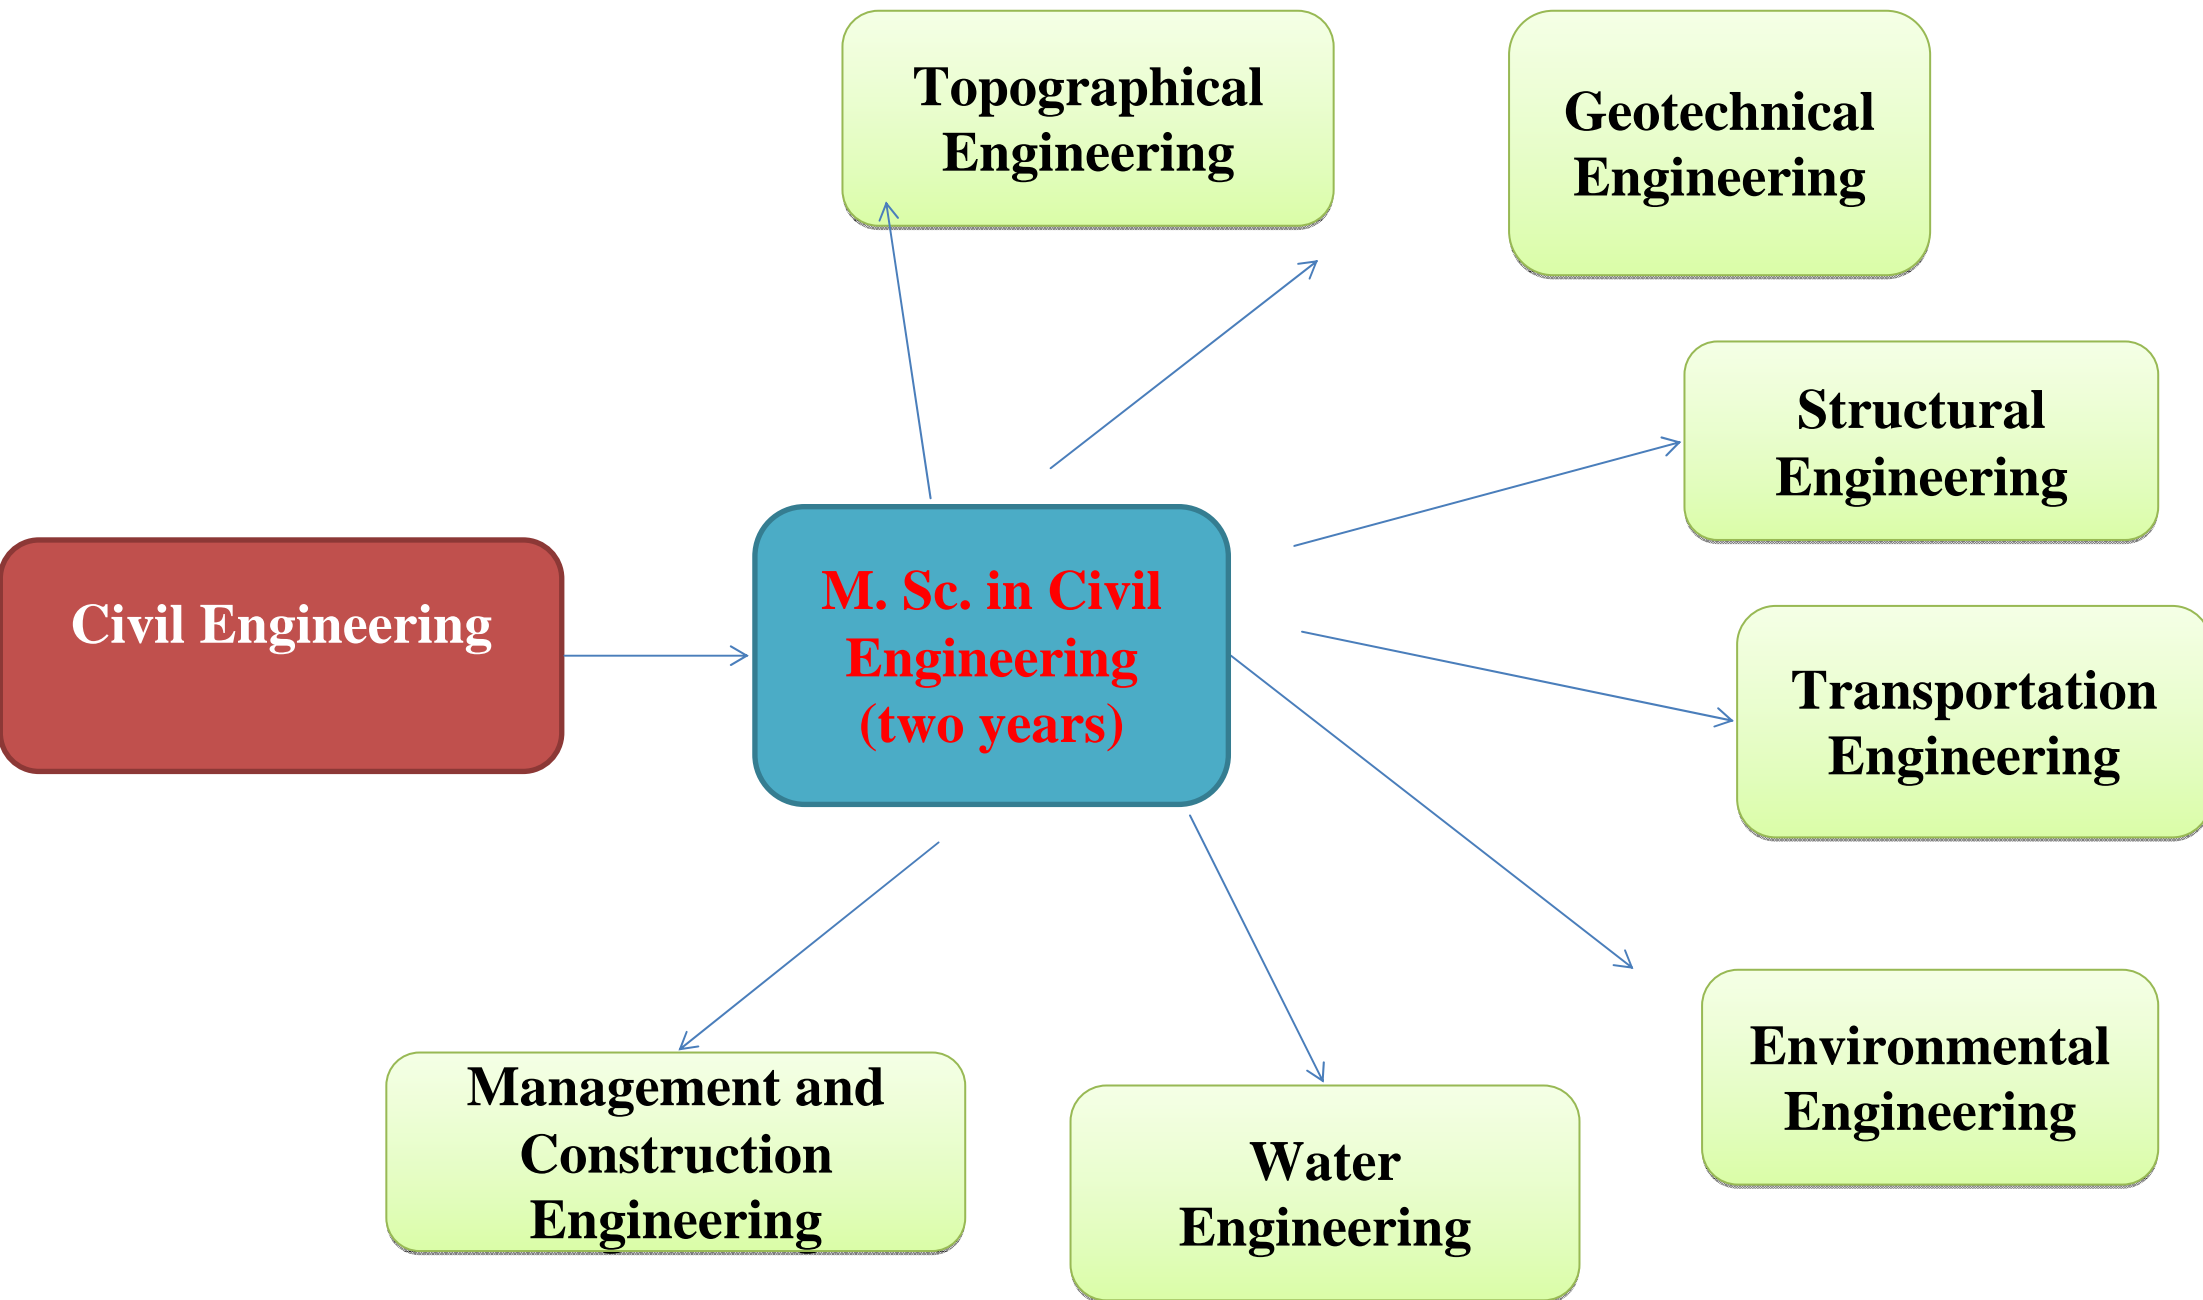 Topographical
Engineering
Geotechnical
Engineering
Structural
Engineering
Civil Engineering
M. Sc. in Civil
Engineering
(two years)
Transportation
Engineering
Environmental
Engineering
Management and
Construction
Engineering
Water
Engineering